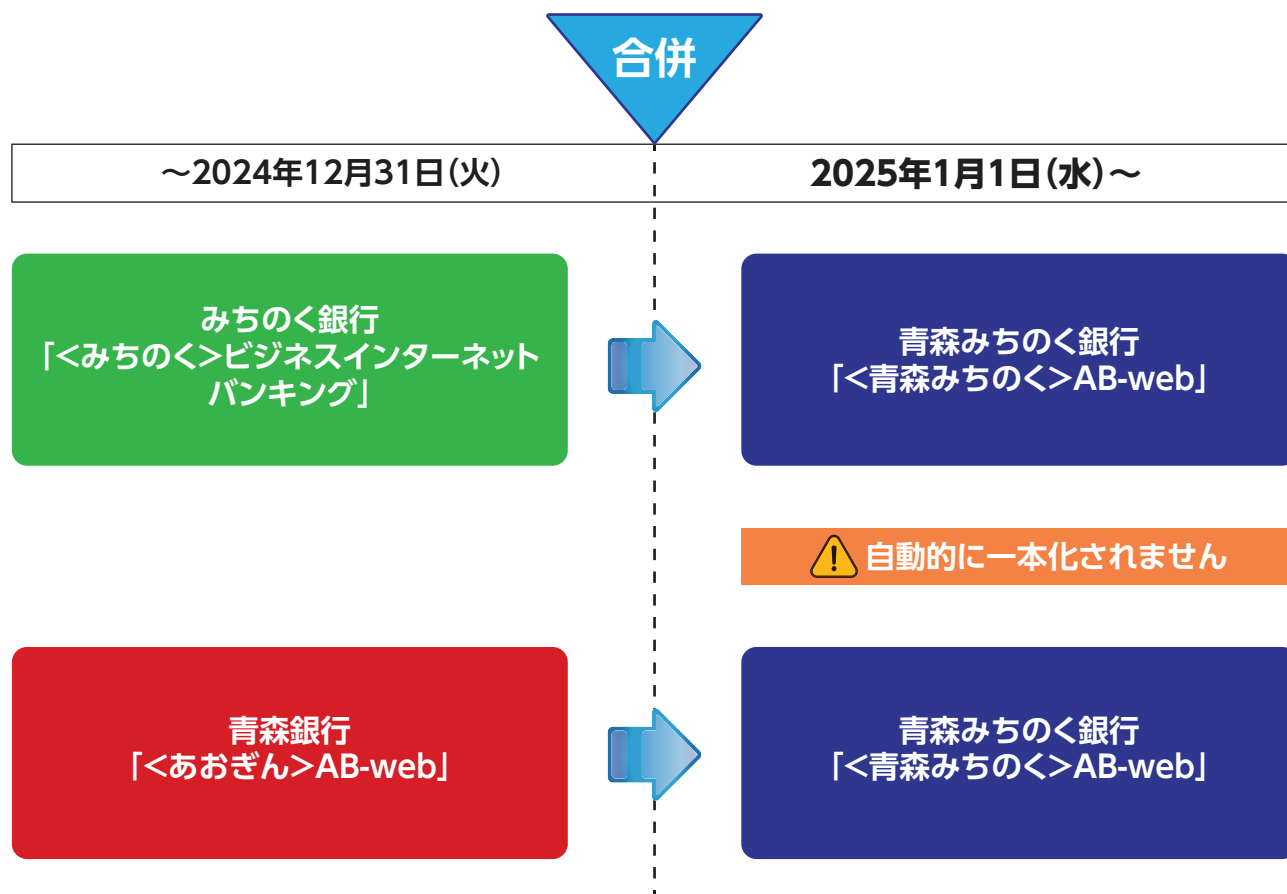 合併
～2024年12月31日(火)
2025年1月1日(水)～
みちのく銀行
「<みちのく>ビジネスインターネット
バンキング」
青森みちのく銀行
「<青森みちのく>AB-web」
自動的に一本化されません
青森銀行
「<あおぎん>AB-web」
青森みちのく銀行
「<青森みちのく>AB-web」